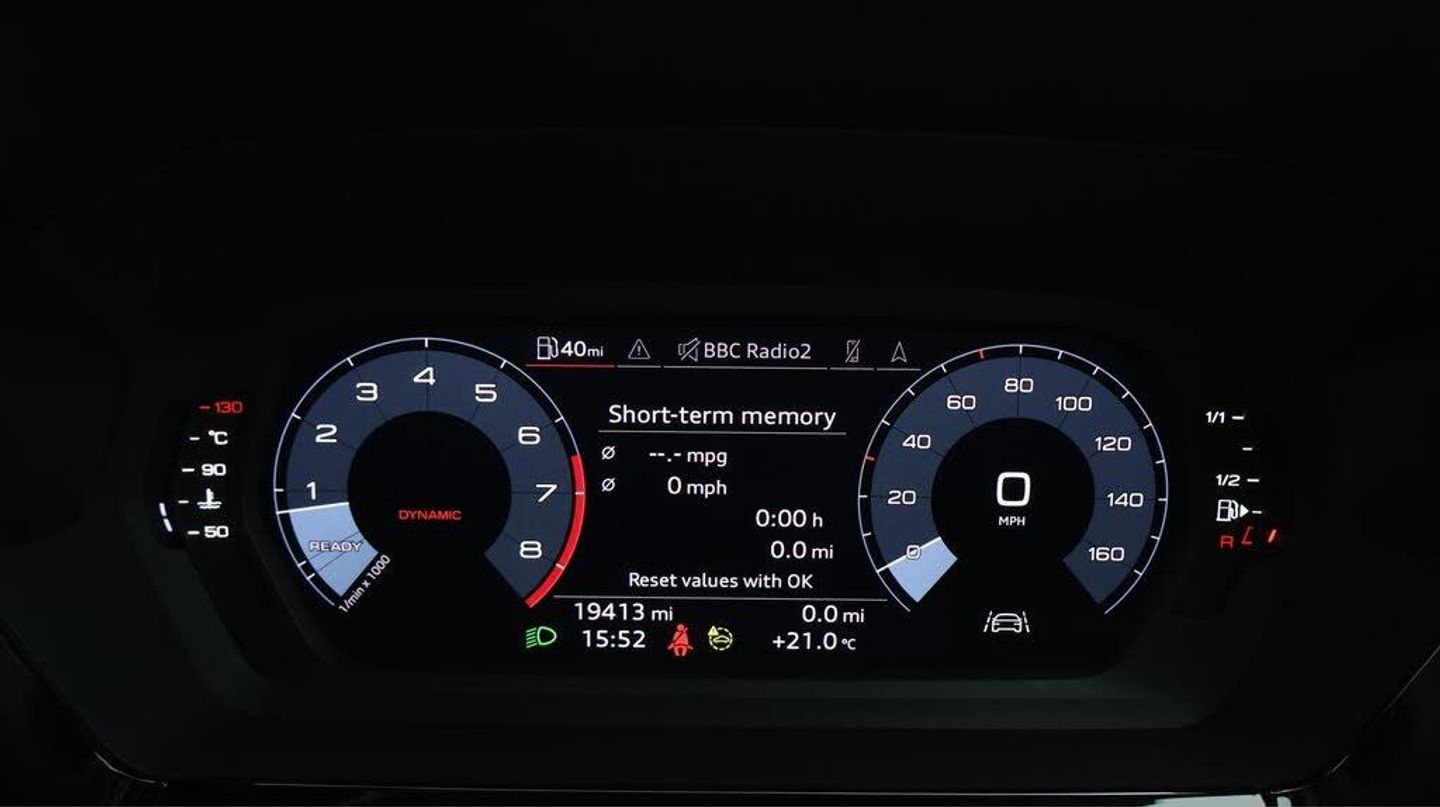 40mi
BBC Radio2
-130
°C
90
50
1
2
3
4
5
6
7
8
READY
1/min x 1000
DYNAMIC
Short-term memory
Ø --.- mpg
Ø 0 mph
0:00 h
0.0 mi
Reset values with OK
19413 mi 0.0 mi
15:52 +21.0 °C
0
20
40
60
80
100
120
140
160
0
MPH
1/1
1/2
R